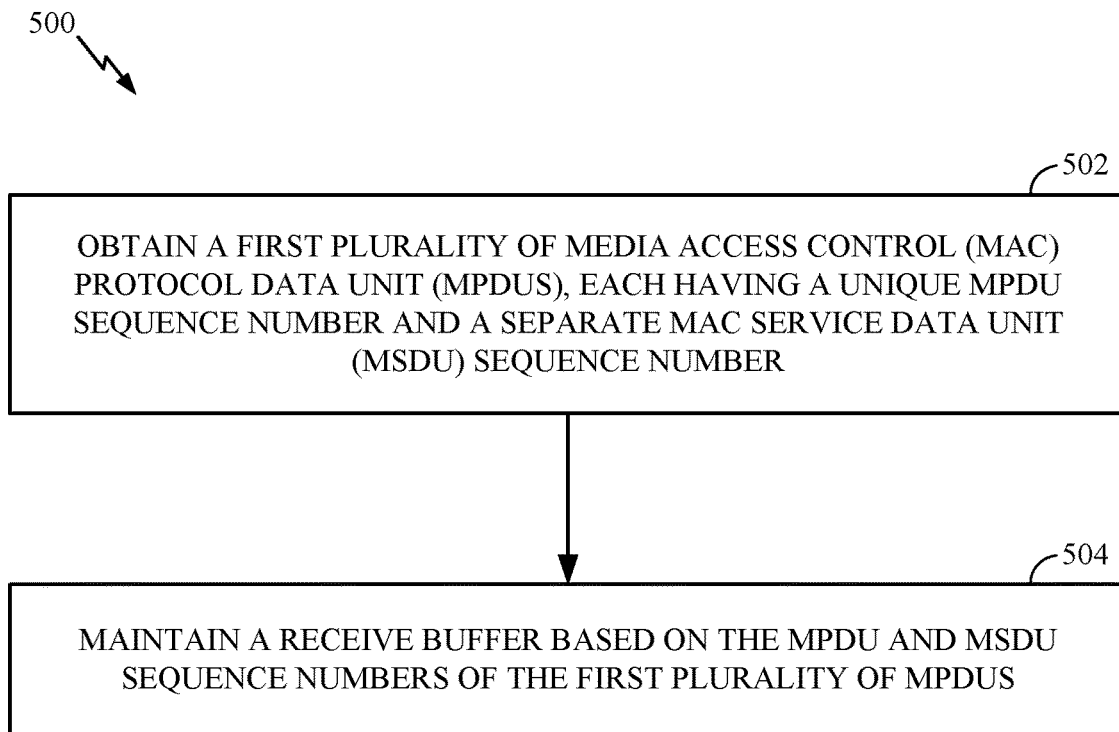 500
502
OBTAIN A FIRST PLURALITY OF MEDIA ACCESS CONTROL (MAC)
PROTOCOL DATA UNIT (MPDUS), EACH HAVING A UNIQUE MPDU
SEQUENCE NUMBER AND A SEPARATE MAC SERVICE DATA UNIT
(MSDU) SEQUENCE NUMBER
504
MAINTAIN A RECEIVE BUFFER BASED ON THE MPDU AND MSDU
SEQUENCE NUMBERS OF THE FIRST PLURALITY OF MPDUS